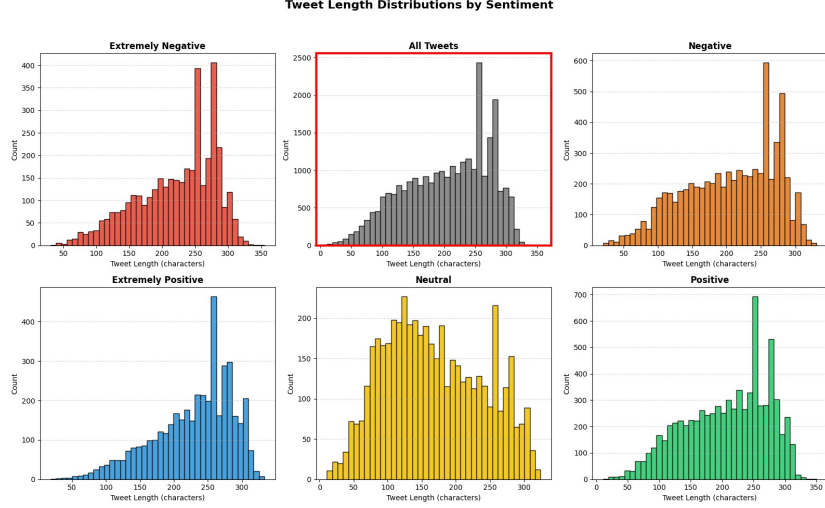 Tweet Length Distributions by Sentiment
Extremely Negative
400
350
300
250
200
150
100
50
0
Count
50 100 150 200 250 300 350
Tweet Length (characters)
All Tweets
2500
2000
1500
1000
500
0
Count
0 50 100 150 200 250 300 350
Tweet Length (characters)
Negative
600
500
400
300
200
100
0
Count
0 50 100 150 200 250 300
Tweet Length (characters)
Extremely Positive
400
300
200
100
0
Count
50 100 150 200 250 300
Tweet Length (characters)
Neutral
200
150
100
50
0
Count
0 50 100 150 200 250 300
Tweet Length (characters)
Positive
700
600
500
400
300
200
100
0
Count
0 50 100 150 200 250 300 350
Tweet Length (characters)